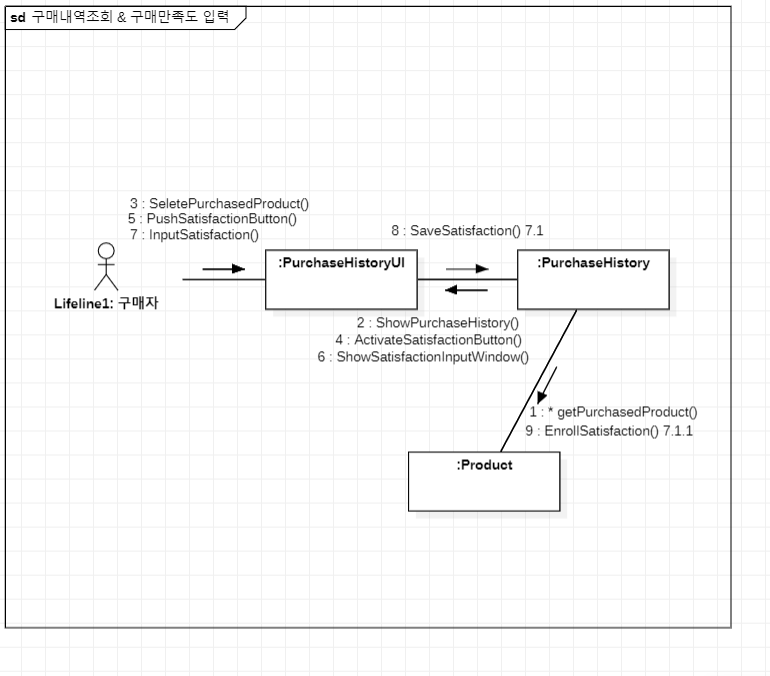 sd 구매내역조회 & 구매만족도 입력
3 : SeletePurchasedProduct()
5 : PushSatisfactionButton()
7 : InputSatisfaction()
8 : SaveSatisfaction() 7.1
:PurchaseHistoryUI
:PurchaseHistory
Lifeline1: 구매자
2 : ShowPurchaseHistory()
4 : ActivateSatisfactionButton()
6 : ShowSatisfactionInputWindow()
1 : * getPurchasedProduct()
9 : EnrollSatisfaction() 7.1.1
:Product